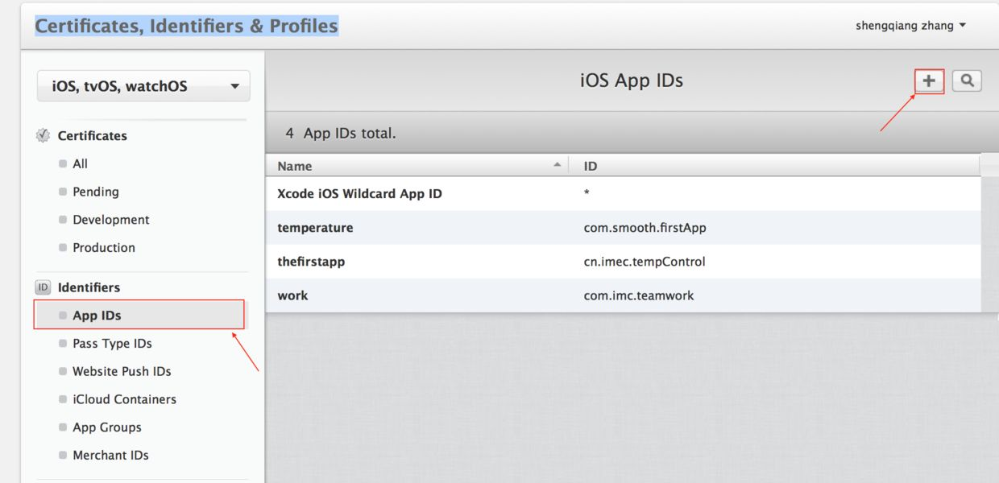 Certificates, Identifiers & Profiles
shengqiang zhang
iOS, tvOS, watchOS
Certificates
All
Pending
Development
Production
ID Identifiers
App IDs
Pass Type IDs
Website Push IDs
iCloud Containers
App Groups
Merchant IDs
iOS App IDs
4 App IDs total.
Name ID
Xcode iOS Wildcard App ID *
temperature com.smooth.firstApp
thefirstapp cn.imec.tempControl
work com.imc.teamwork